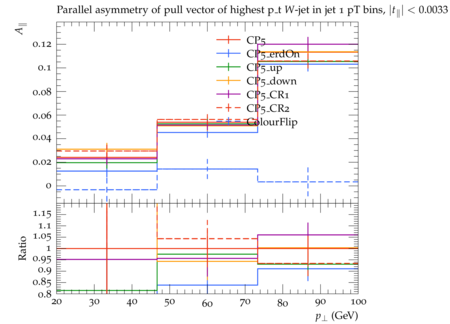 Parallel asymmetry of pull vector of highest p_t W-jet in jet 1 pT bins, |t∥| < 0.0033
A∥
0.12
0.1
0.08
0.06
0.04
0.02
0
CP5
CP5_erdOn
CP5_up
CP5_down
CP5_CR1
CP5_CR2
ColourFlip
Ratio
1.15
1.1
1.05
1
0.95
0.9
0.85
0.8
20 30 40 50 60 70 80 90 100
p⊥ (GeV)